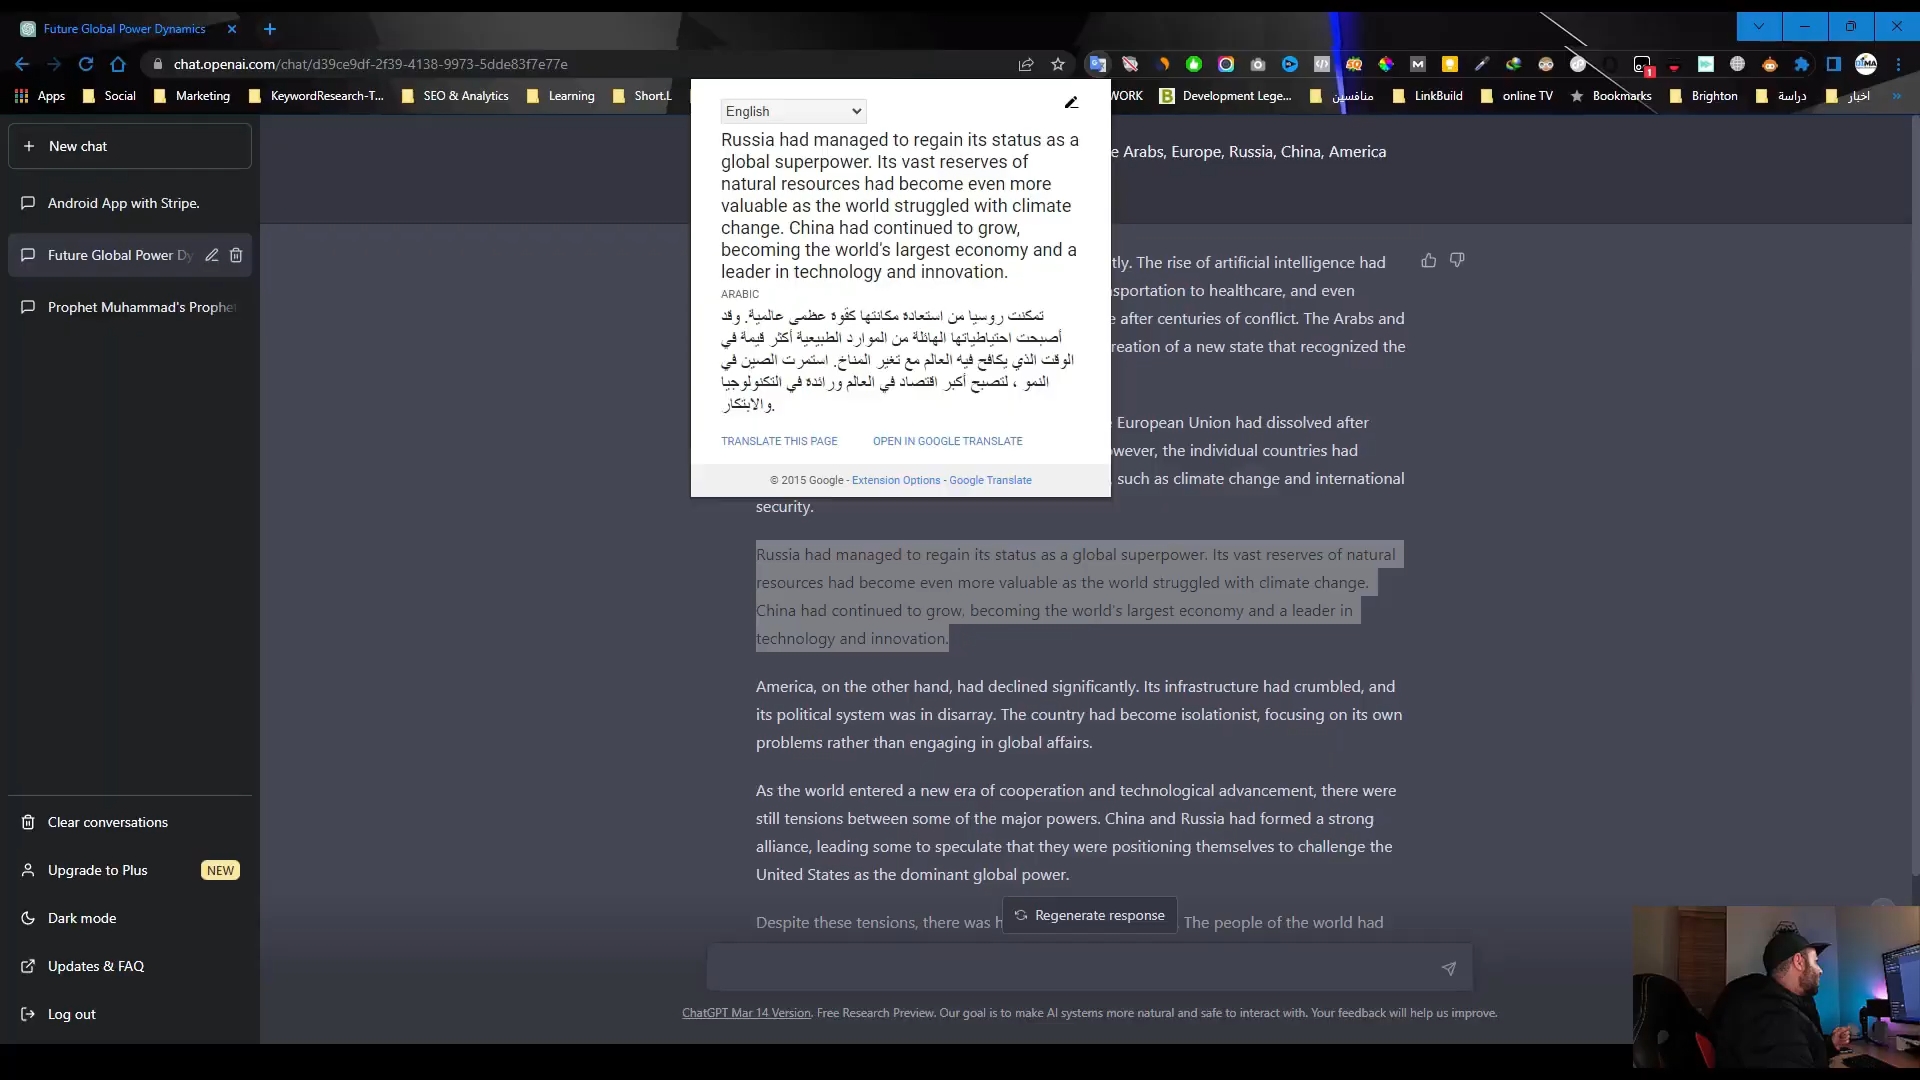 Future Global Power Dynamics
chat.openai.com/chat/d39ce9df-2f39-4138-9973-5dde83f7e77e
Apps
Social
Marketing
KeywordResearch-T...
SEO & Analytics
Learning
Short.L
WORK
Development Lege...
منافسين
LinkBuild
online TV
Bookmarks
Brighton
دراسة
اخبار
New chat
Android App with Stripe.
Future Global Power Dy
Prophet Muhammad's Prophe
Clear conversations
Upgrade to Plus
NEW
Dark mode
Updates & FAQ
Log out
English
Russia had managed to regain its status as a
global superpower. Its vast reserves of
natural resources had become even more
valuable as the world struggled with climate
change. China had continued to grow,
becoming the world's largest economy and a
leader in technology and innovation.
ARABIC
تمكنت روسيا من استعادة مكانتها كقوة عظمى عالمية. وقد
أصبحت احتياطياتها الهائلة من الموارد الطبيعية أكثر قيمة في
الوقت الذي يكافح فيه العالم مع تغير المناخ. استمرت الصين في
النمو ، لتصبح أكبر اقتصاد في العالم ورائدة في التكنولوجيا
والابتكار.
TRANSLATE THIS PAGE
OPEN IN GOOGLE TRANSLATE
© 2015 Google - Extension Options - Google Translate
e Arabs, Europe, Russia, China, America
tly. The rise of artificial intelligence had
sportation to healthcare, and even
e after centuries of conflict. The Arabs and
reation of a new state that recognized the
European Union had dissolved after
wever, the individual countries had
, such as climate change and international
security.
Russia had managed to regain its status as a global superpower. Its vast reserves of natural
resources had become even more valuable as the world struggled with climate change.
China had continued to grow, becoming the world's largest economy and a leader in
technology and innovation.
America, on the other hand, had declined significantly. Its infrastructure had crumbled, and
its political system was in disarray. The country had become isolationist, focusing on its own
problems rather than engaging in global affairs.
As the world entered a new era of cooperation and technological advancement, there were
still tensions between some of the major powers. China and Russia had formed a strong
alliance, leading some to speculate that they were positioning themselves to challenge the
United States as the dominant global power.
Despite these tensions, there was h
Regenerate response
The people of the world had
ChatGPT Mar 14 Version. Free Research Preview. Our goal is to make AI systems more natural and safe to interact with. Your feedback will help us improve.